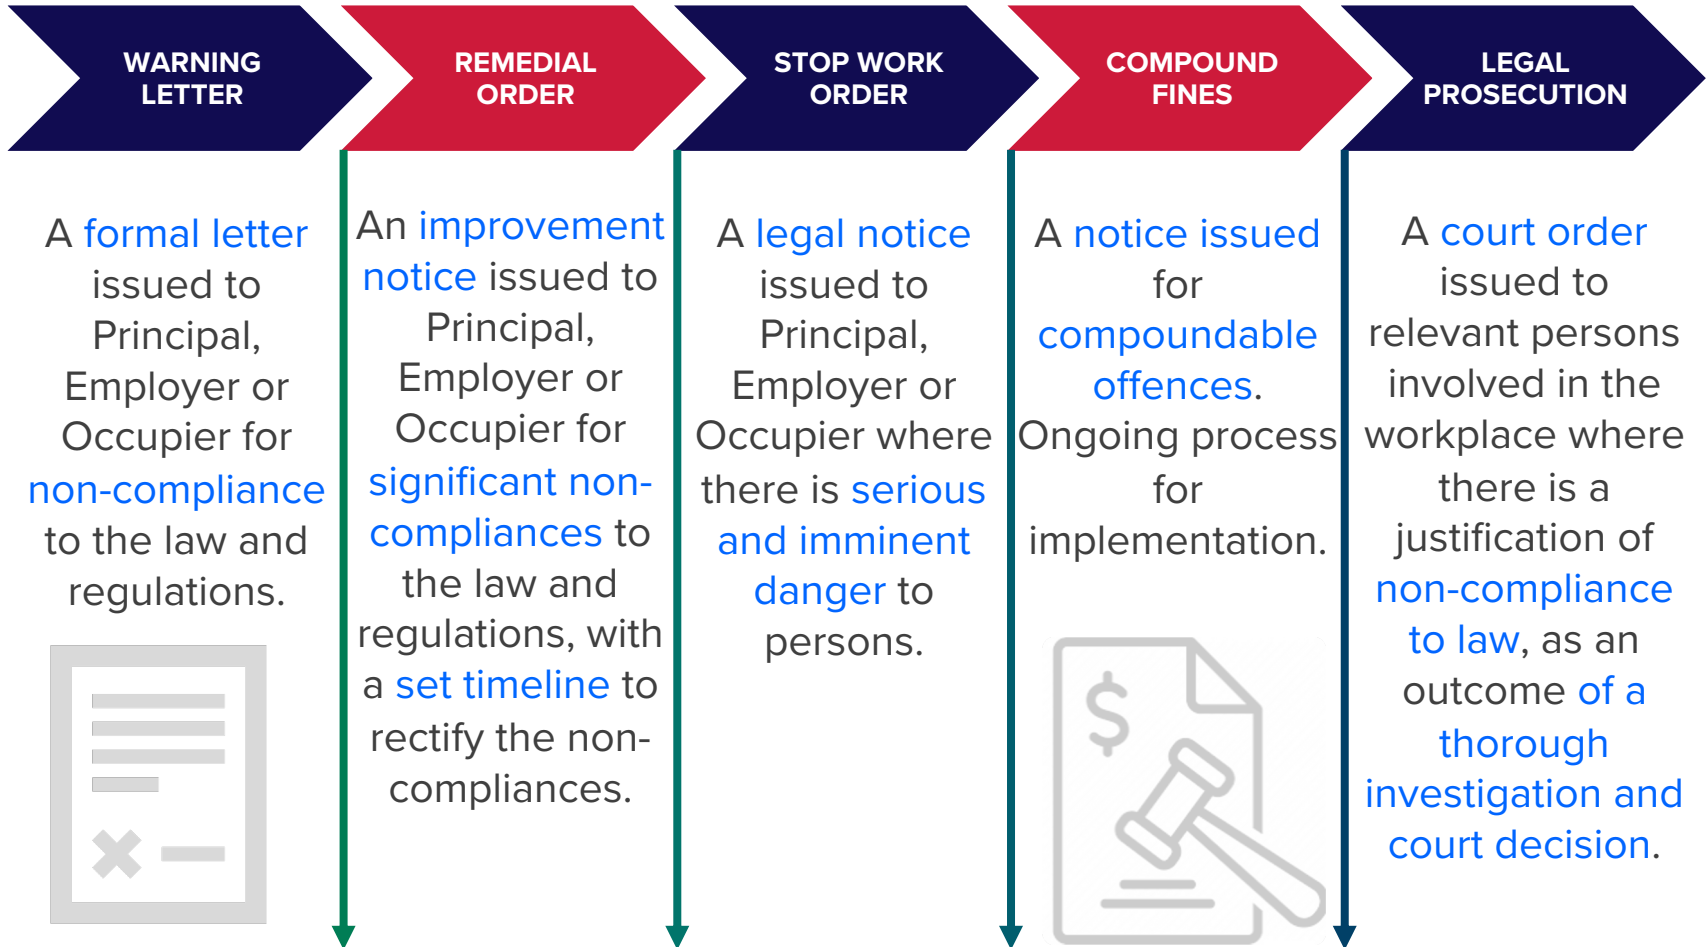 WARNING
LETTER
REMEDIAL
ORDER
STOP WORK
ORDER
COMPOUND
FINES
LEGAL
PROSECUTION
A formal letter
issued to
Principal,
Employer or
Occupier for
non-compliance
to the law and
regulations.
An improvement
notice issued to
Principal,
Employer or
Occupier for
significant non-
compliances to
the law and
regulations, with
a set timeline to
rectify the non-
compliances.
A legal notice
issued to
Principal,
Employer or
Occupier where
there is serious
and imminent
danger to
persons.
A notice issued
for
compoundable
offences.
Ongoing process
for
implementation.
$
A court order
issued to
relevant persons
involved in the
workplace where
there is a
justification of
non-compliance
to law, as an
outcome of a
thorough
investigation and
court decision.